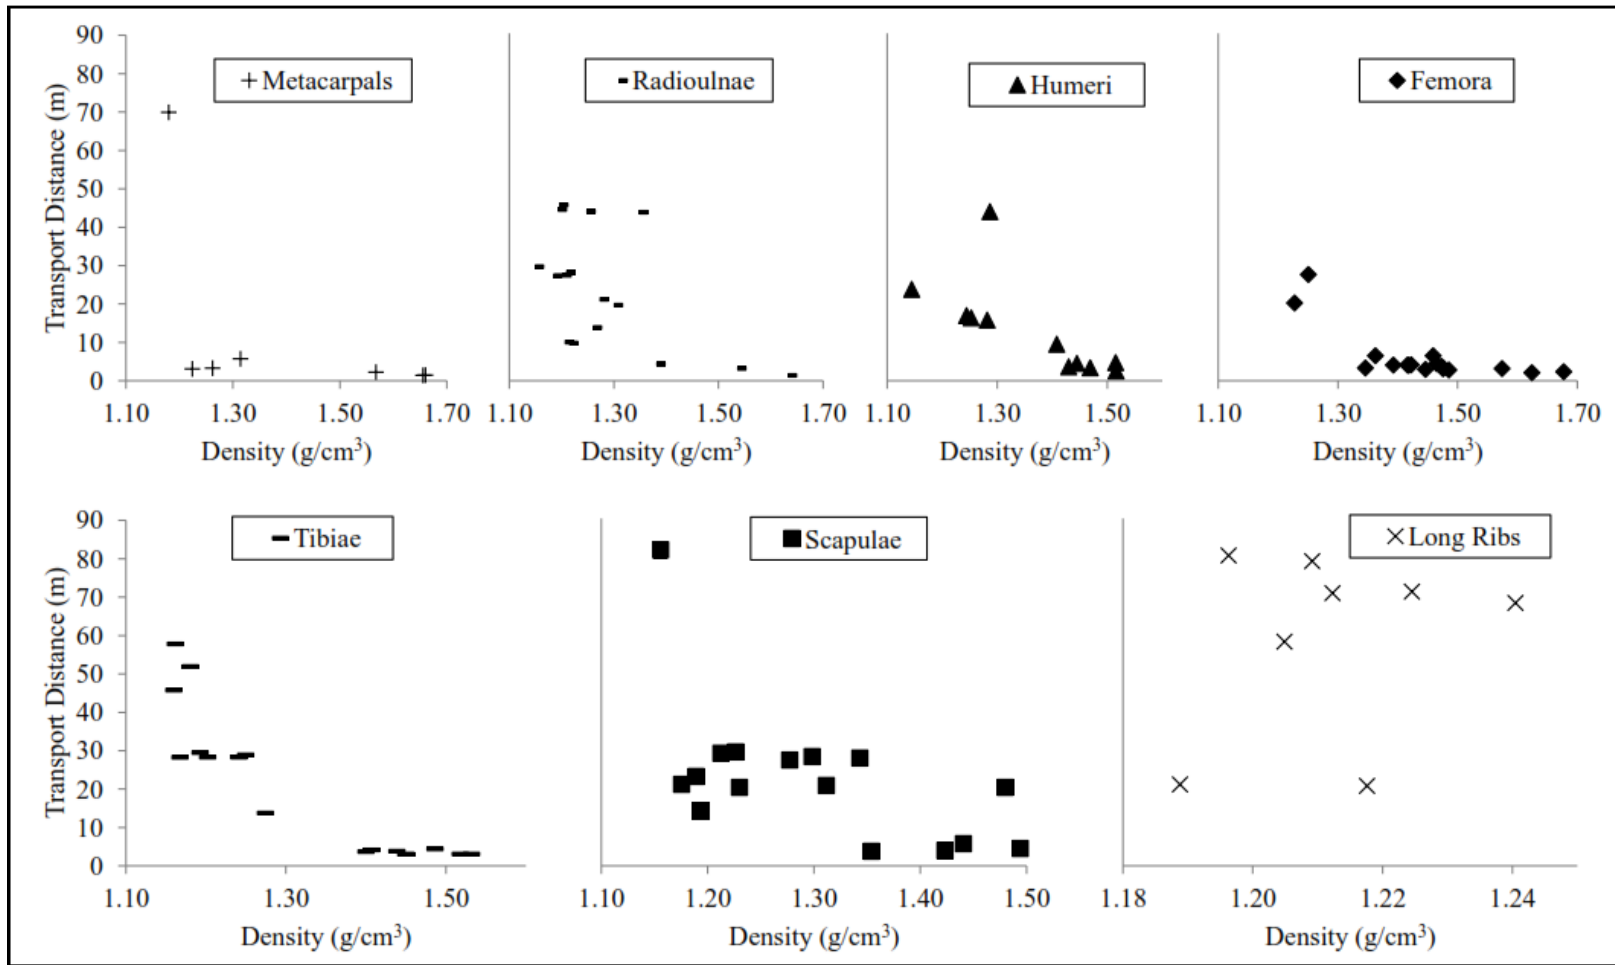 Transport Distance (m)
90
80
70
60
50
40
30
20
10
0
Metacarpals
1.10 1.30 1.50 1.70
Density (g/cm³)
Radioulnae
1.10 1.30 1.50 1.70
Density (g/cm³)
Humeri
1.10 1.30 1.50
Density (g/cm³)
Femora
1.10 1.30 1.50 1.70
Density (g/cm³)
Transport Distance (m)
90
80
70
60
50
40
30
20
10
0
Tibiae
1.10 1.30 1.50
Density (g/cm³)
Scapulae
1.10 1.20 1.30 1.40 1.50
Density (g/cm³)
Long Ribs
1.18 1.20 1.22 1.24
Density (g/cm³)